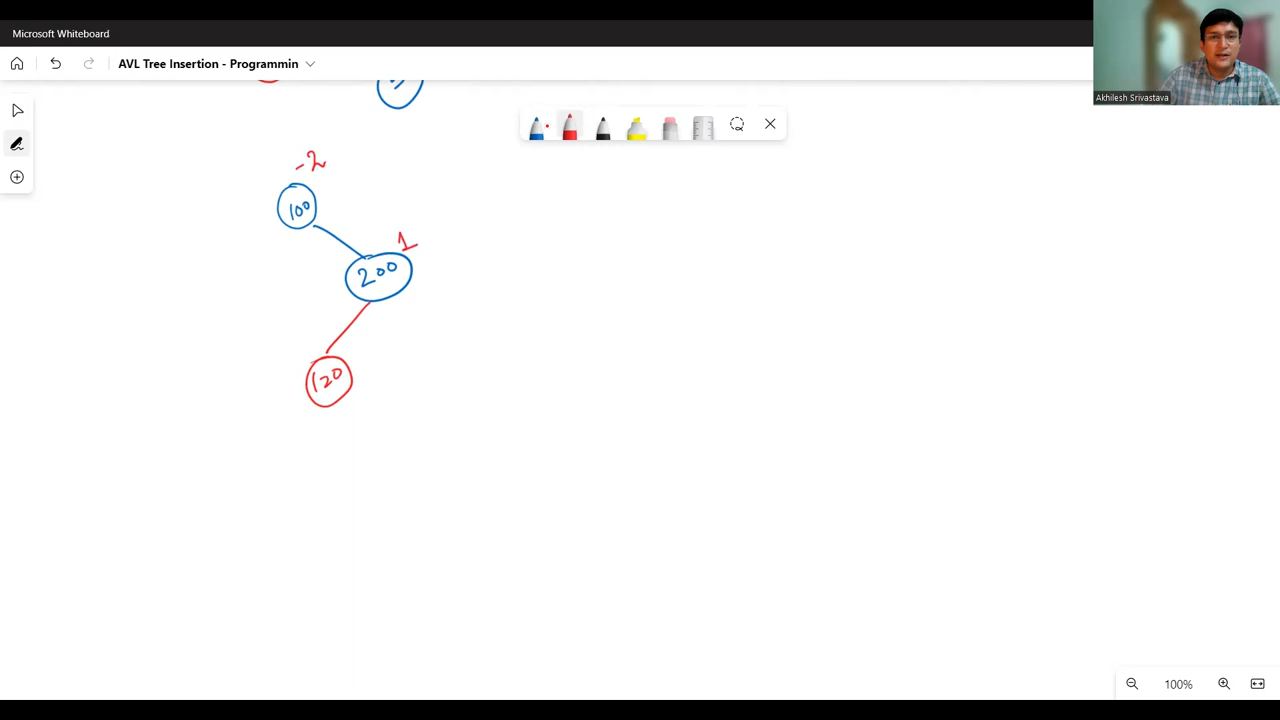 Microsoft Whiteboard
AVL Tree Insertion - Programmin
Akhilesh Srivastava
-2
100
1
200
120
100%